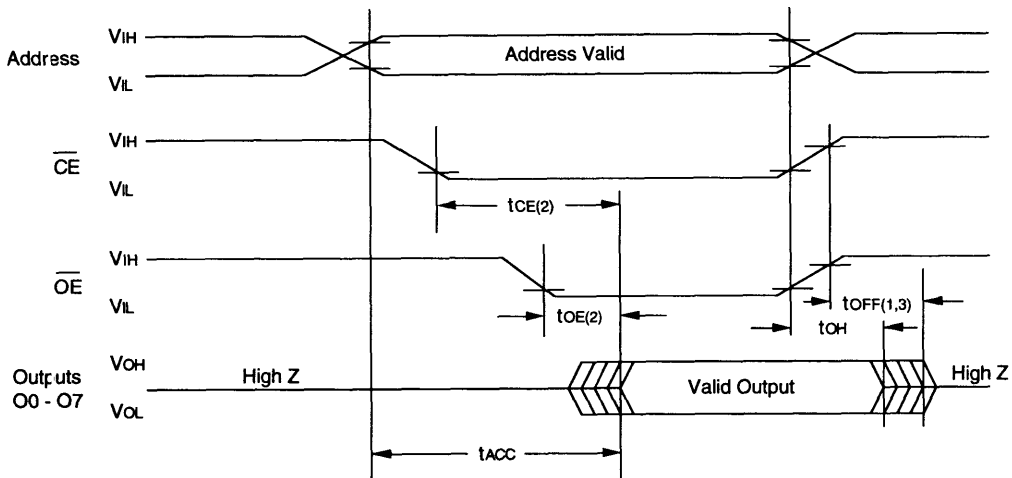 VIH
Address
Address Valid
VIL
VIH
CE
VIL
tCE(2)
VIH
OE
VIL
tOE(2)
tOFF(1,3)
tOH
VOH
Outputs
O0 - O7
High Z
Valid Output
High Z
VOL
tACC